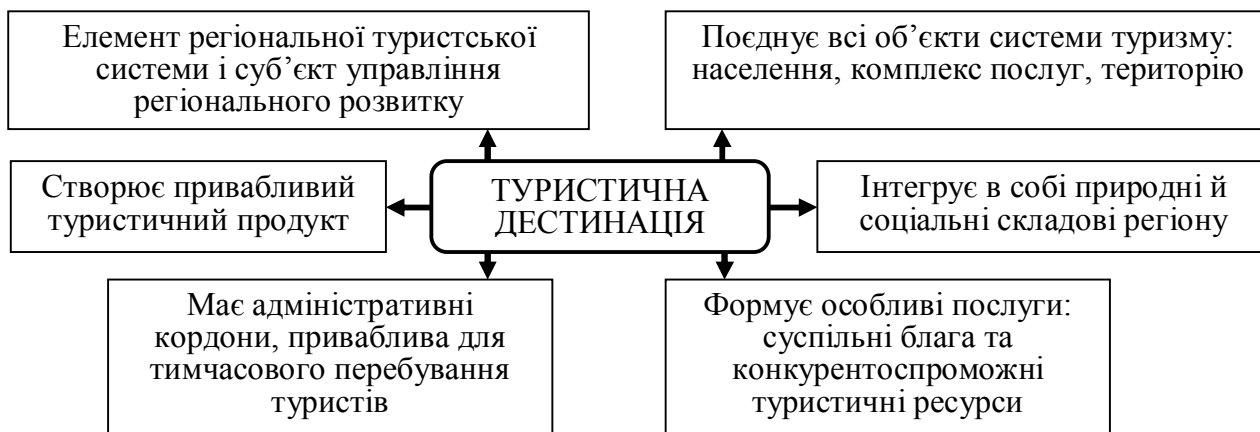 Елемент регіональної туристської
системи і суб’єкт управління
регіонального розвитку
Поєднує всі об’єкти системи туризму:
населення, комплекс послуг, територію
Створює привабливий
туристичний продукт
ТУРИСТИЧНА
ДЕСТИНАЦІЯ
Інтегрує в собі природні й
соціальні складові регіону
Має адміністративні
кордони, приваблива для
тимчасового перебування
туристів
Формує особливі послуги:
суспільні блага та
конкурентоспроможні
туристичні ресурси